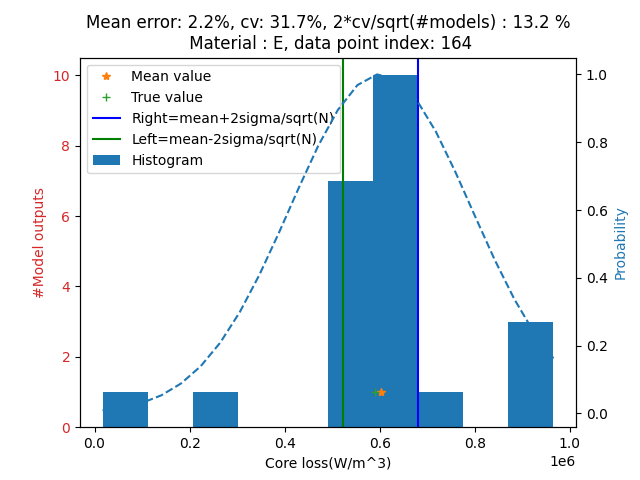 Mean error: 2.2%, cv: 31.7%, 2*cv/sqrt(#models) : 13.2 %
Material : E, data point index: 164
Mean value
True value
Right=mean+2sigma/sqrt(N)
Left=mean-2sigma/sqrt(N)
Histogram
#Model outputs
10
8
6
4
2
0
1.0
0.8
0.6
0.4
0.2
0.0
Probability
0.0 0.2 0.4 0.6 0.8 1.0
1e6
Core loss(W/m^3)